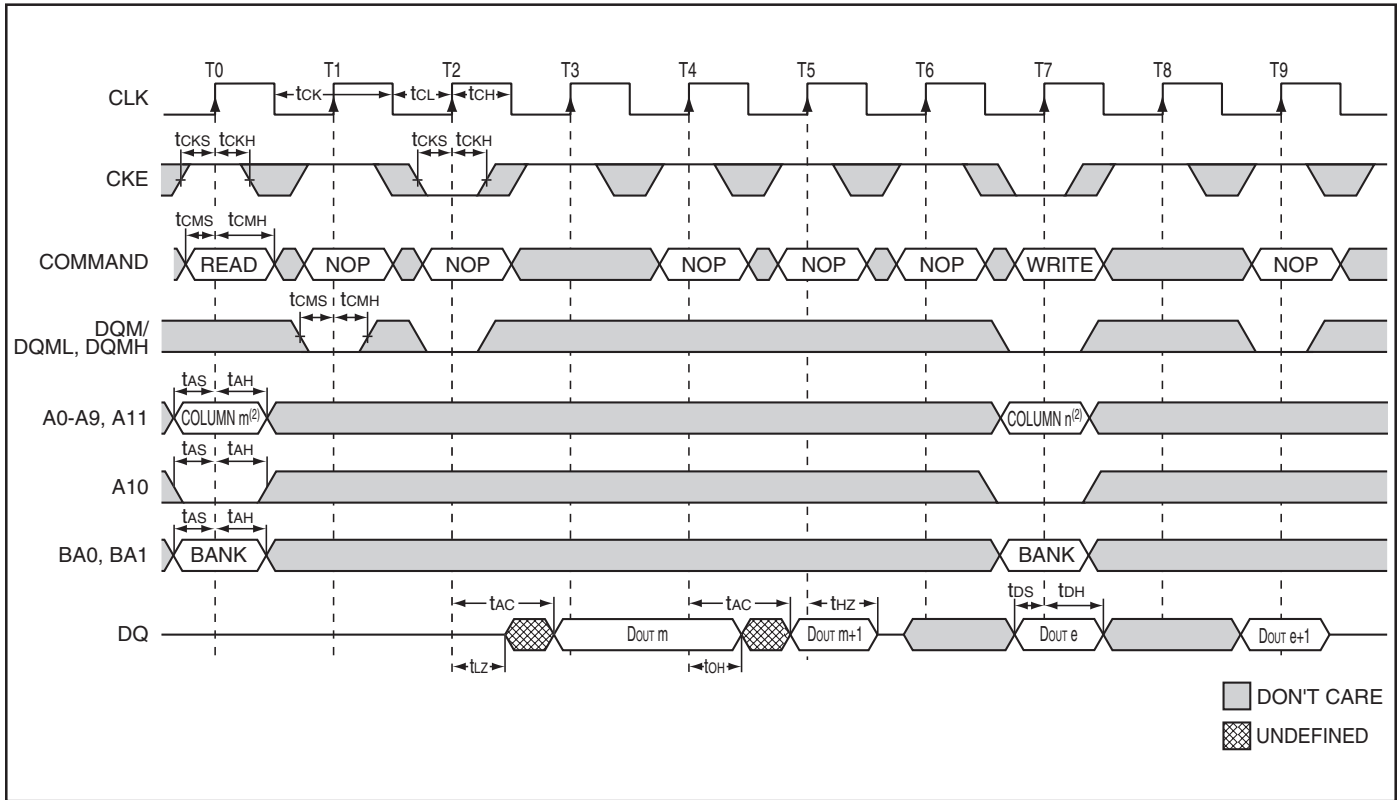 T0 T1 T2 T3 T4 T5 T6 T7 T8 T9
CLK
tCK tCL tCH
tCKS tCKH tCKS tCKH
CKE
tCMS tCMH
COMMAND READ NOP NOP NOP NOP NOP WRITE NOP
tCMS tCMH
DQM/
DQML, DQMH
tAS tAH
A0-A9, A11 COLUMN m(2) COLUMN n(2)
tAS tAH
A10
tAS tAH
BA0, BA1 BANK BANK
tAC tAC tHZ tDS tDH
DQ DOUT m DOUT m+1 DOUT e DOUT e+1
tLZ tOH
DON'T CARE
UNDEFINED